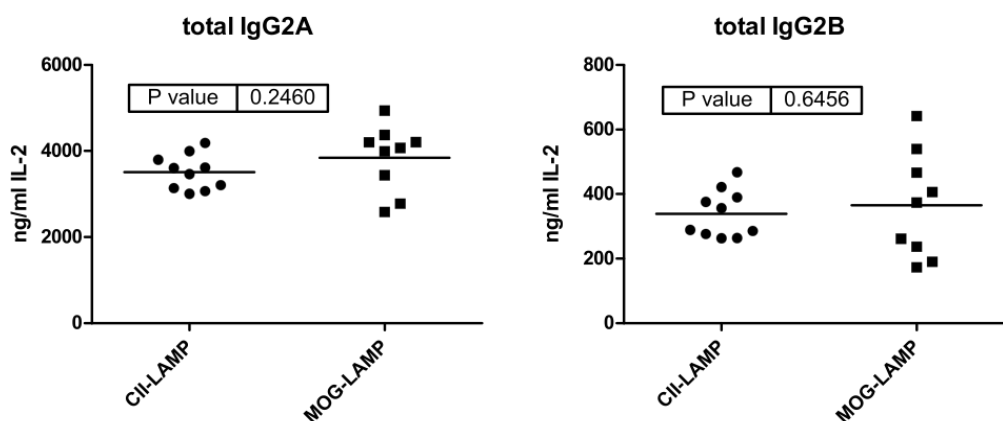 total IgG2A
6000
4000
2000
0
ng/ml IL-2
P value 0.2460
CII-LAMP
MOG-LAMP
total IgG2B
800
600
400
200
0
ng/ml IL-2
P value 0.6456
CII-LAMP
MOG-LAMP